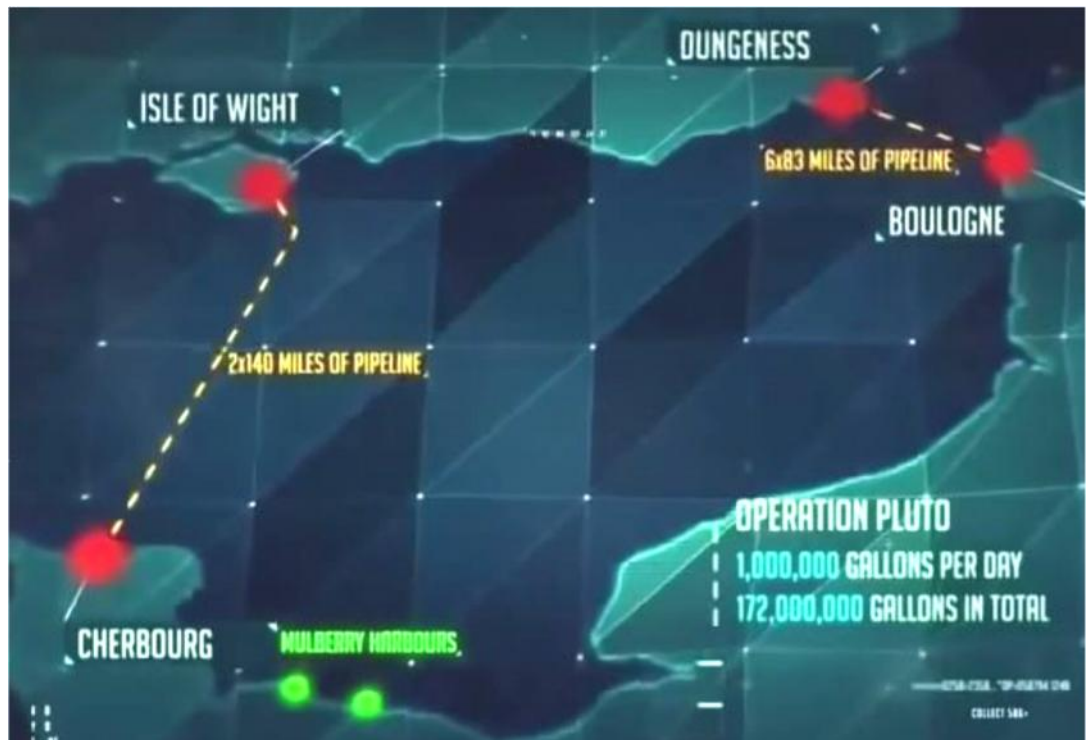 DUNGENESS
ISLE OF WIGHT
6x83 MILES OF PIPELINE
BOULOGNE
2x140 MILES OF PIPELINE
OPERATION PLUTO
1,000,000 GALLONS PER DAY
172,000,000 GALLONS IN TOTAL
CHERBOURG
MULBERRY HARBOURS